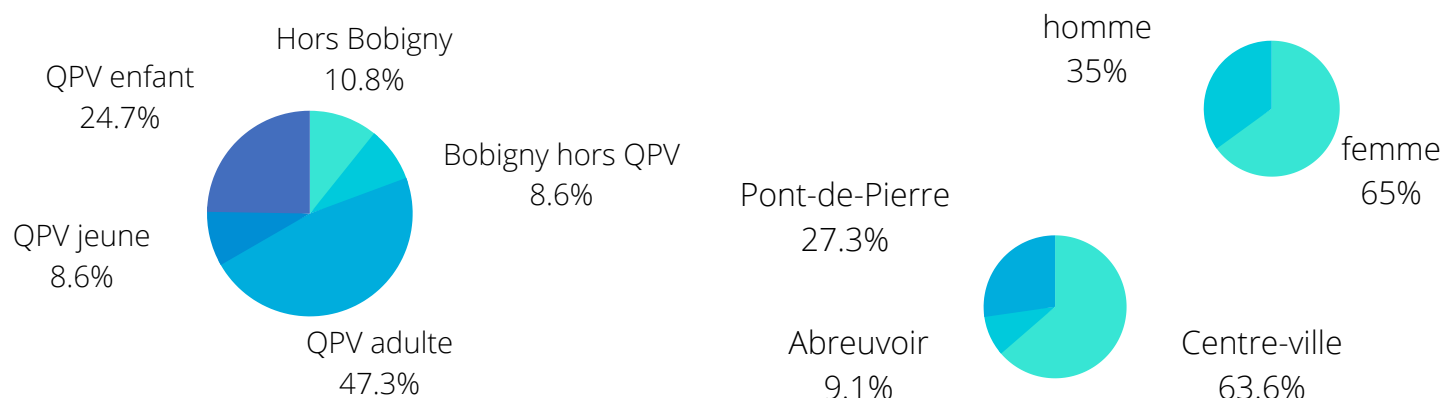 Hors Bobigny
10.8%
QPV enfant
24.7%
Bobigny hors QPV
8.6%
QPV jeune
8.6%
QPV adulte
47.3%
homme
35%
femme
65%
Pont-de-Pierre
27.3%
Abreuvoir
9.1%
Centre-ville
63.6%